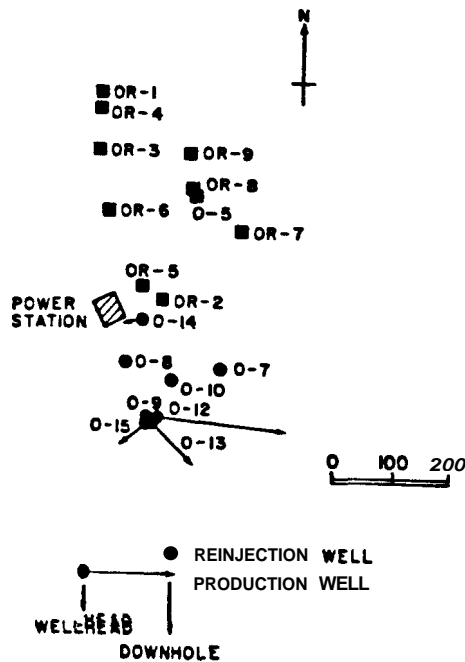 N
OR-1
OR-4
OR-3
OR-9
OR-8
O-5
OR-6
OR-7
OR-5
OR-2
POWER
STATION
O-14
O-8
O-7
O-10
O-9
O-12
O-15
O-13
0 100 200
REINJECTION WELL
PRODUCTION WELL
WELLHEAD
DOWNHOLE